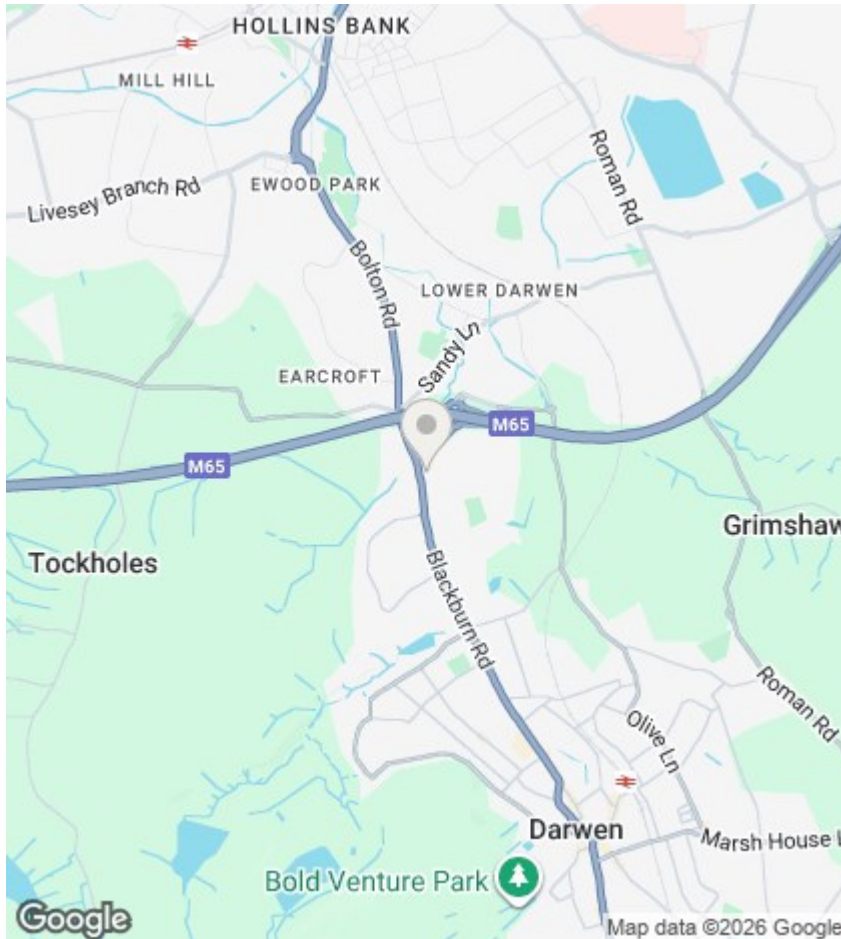 HOLLINS BANK
MILL HILL
Roman Rd
Livesey Branch Rd
EWOOD PARK
Bolton Rd
LOWER DARWEN
Sandy Ln
EARCROFT
M65
M65
Grimshaw
Tockholes
Blackburn Rd
Roman Rd
Olive Ln
Darwen
Marsh House L
Bold Venture Park
Google
Map data ©2026 Google